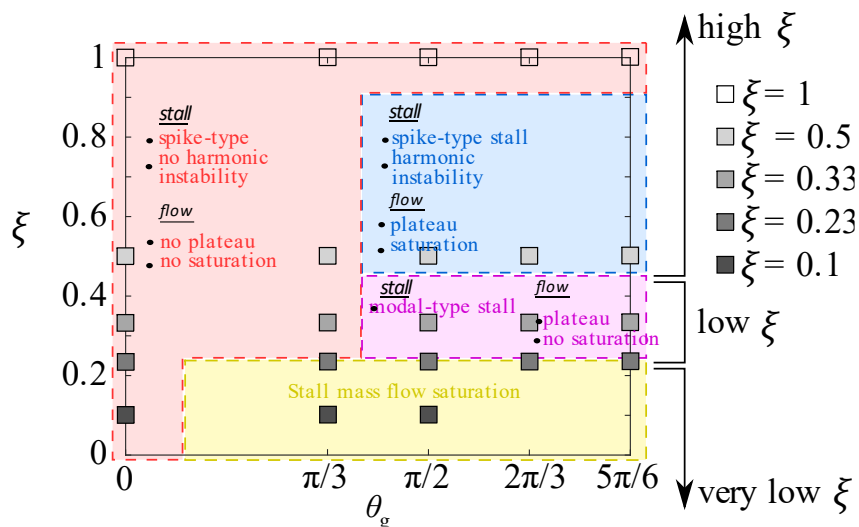 high ξ
1
stall
• spike-type
• no harmonic
instability
flow
• no plateau
• no saturation
stall
• spike-type stall
• harmonic
instability
flow
• plateau
• saturation
ξ = 1
ξ = 0.5
ξ = 0.33
ξ = 0.23
ξ = 0.1
0.8
0.6
ξ
0.4
stall
• modal-type stall
flow
• plateau
• no saturation
low ξ
0.2
Stall mass flow saturation
0
0
π/3
π/2
2π/3
5π/6
θg
very low ξ